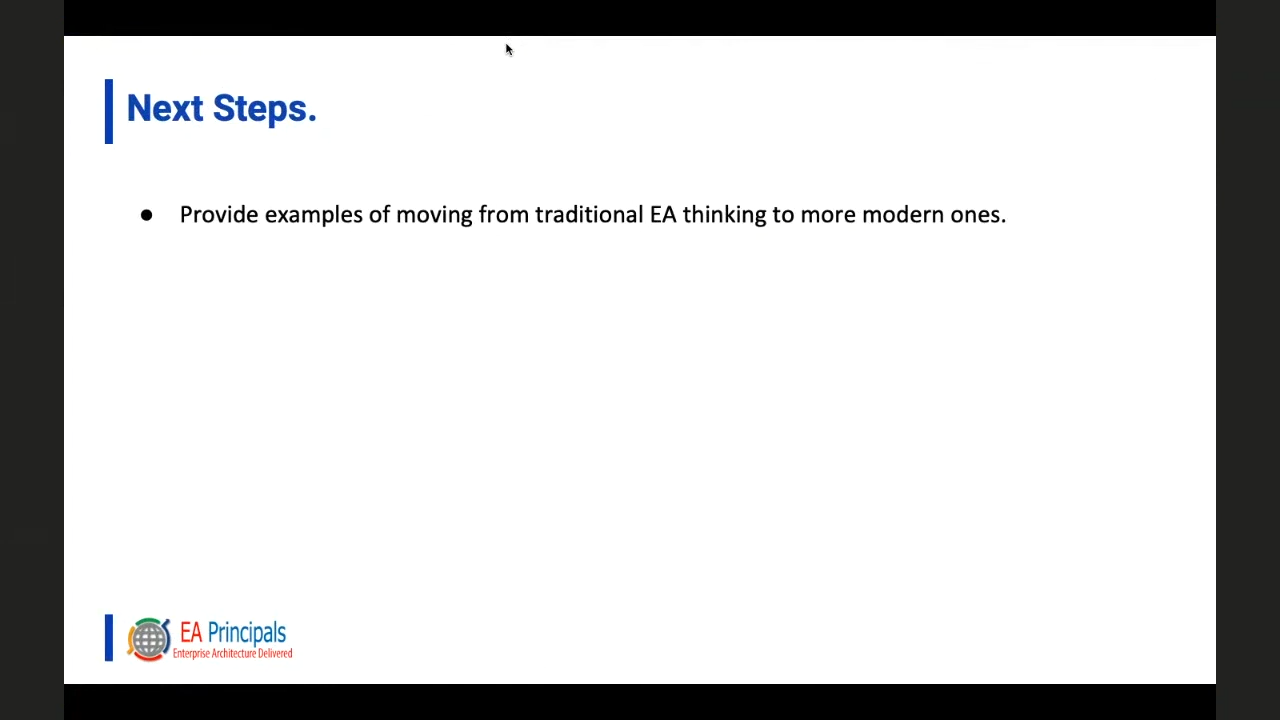 Next Steps.
● Provide examples of moving from traditional EA thinking to more modern ones.
EA Principals
Enterprise Architecture Delivered